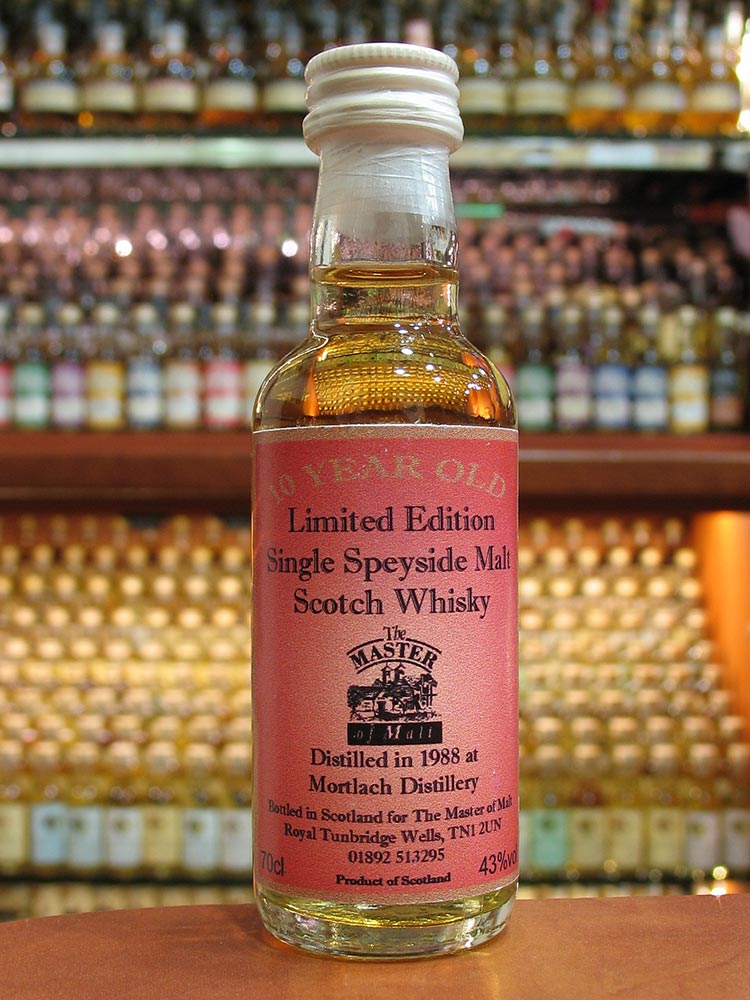 10 YEAR OLD
Limited Edition
Single Speyside Malt
Scotch Whisky
The
MASTER
of Malt
Distilled in 1988 at
Mortlach Distillery
Bottled in Scotland for The Master of Malt
Royal Tunbridge Wells, TN1 2UN
01892 513295
70cl 43%vo
Product of Scotland